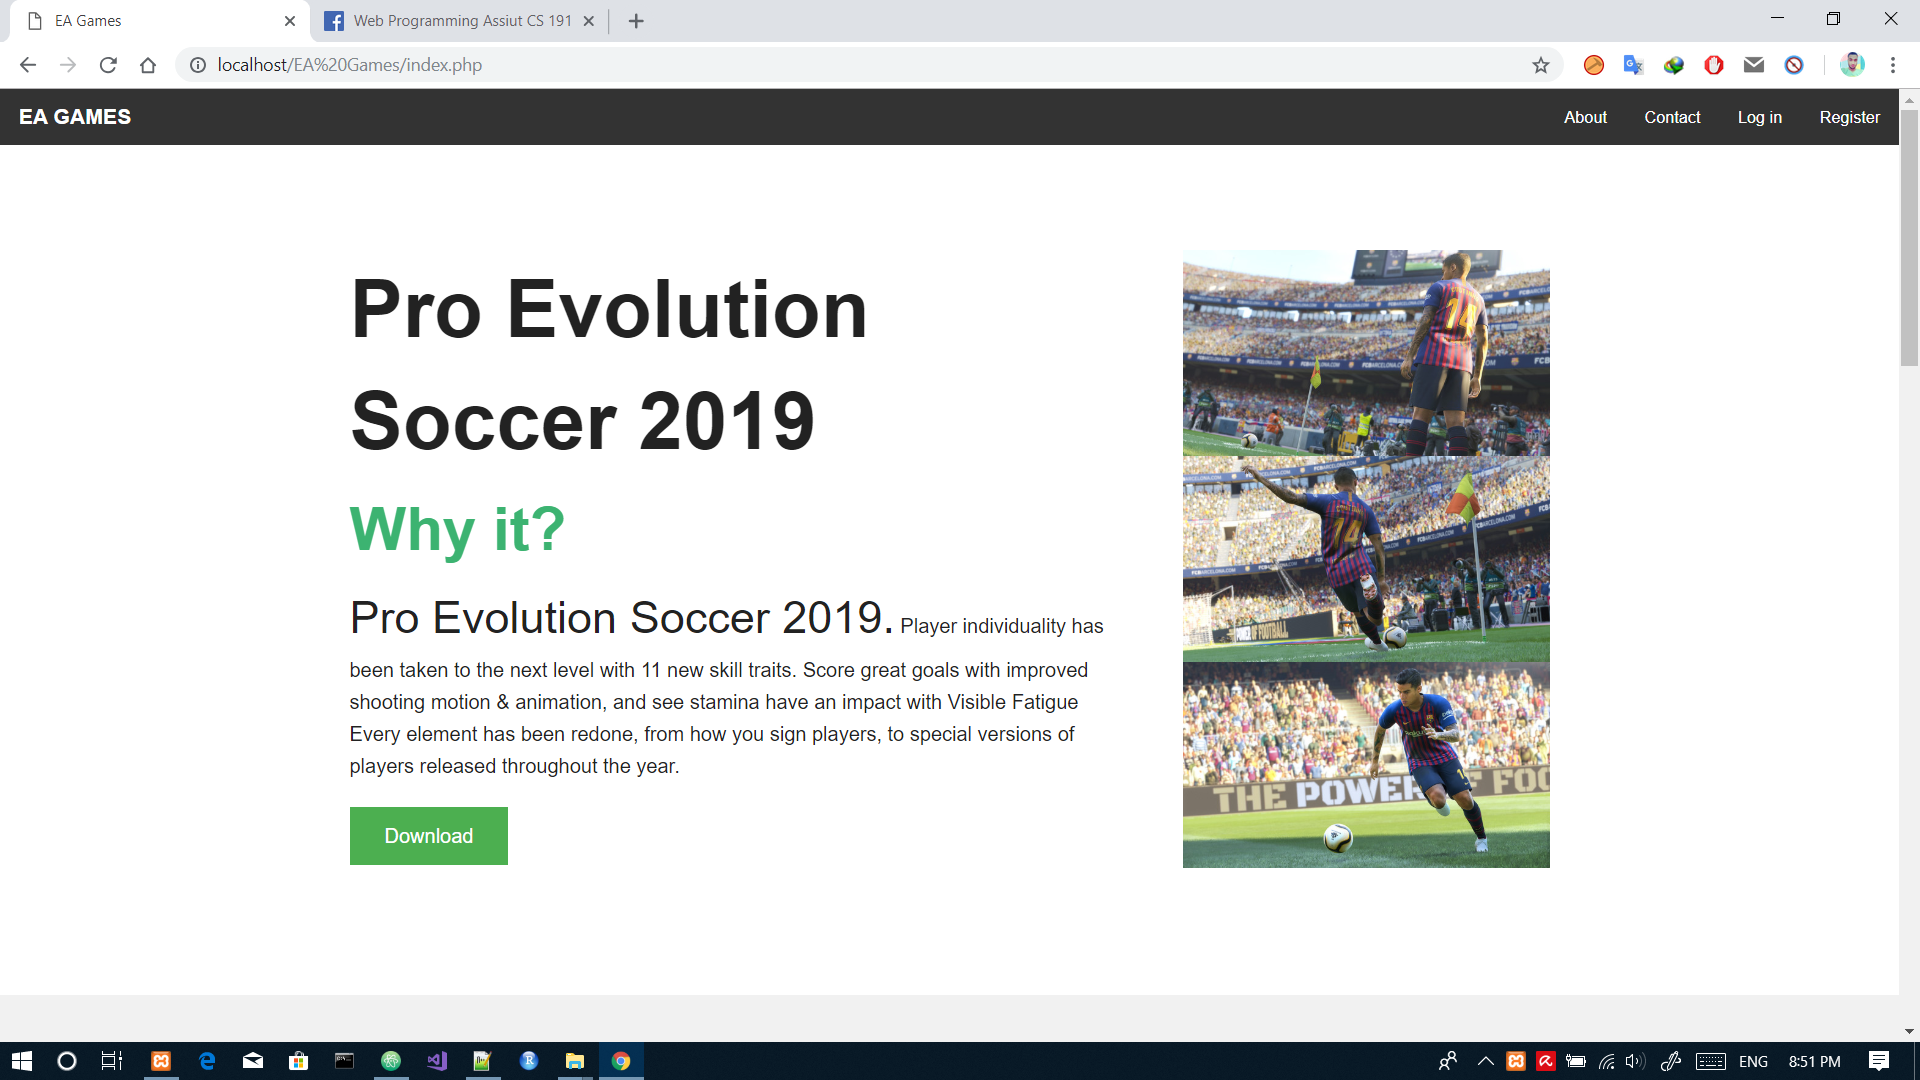 EA Games
Web Programming Assiut CS 191
localhost/EA%20Games/index.php
EA GAMES
About
Contact
Log in
Register
Pro Evolution
Soccer 2019
Why it?
Pro Evolution Soccer 2019. Player individuality has
been taken to the next level with 11 new skill traits. Score great goals with improved
shooting motion & animation, and see stamina have an impact with Visible Fatigue
Every element has been redone, from how you sign players, to special versions of
players released throughout the year.
Download
14
14
THE POWER OF FOO
ENG
8:51 PM